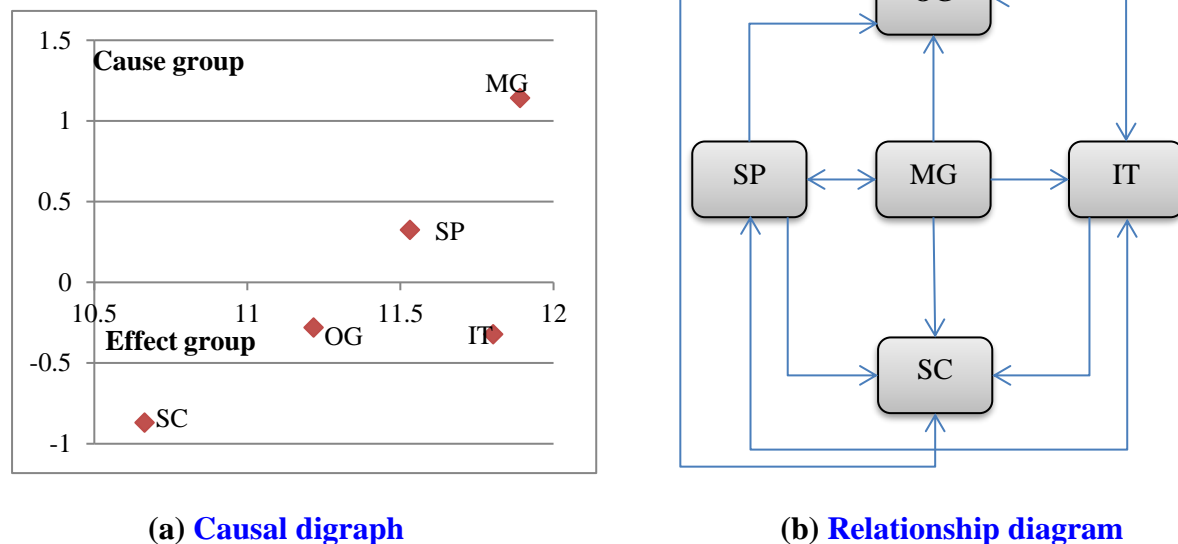 1.5
Cause group
MG
1
0.5
SP
0
10.5 11 11.5 12
Effect group
OG
IT
-0.5
SC
-1
SP
MG
IT
SC
(a) Causal digraph
(b) Relationship diagram